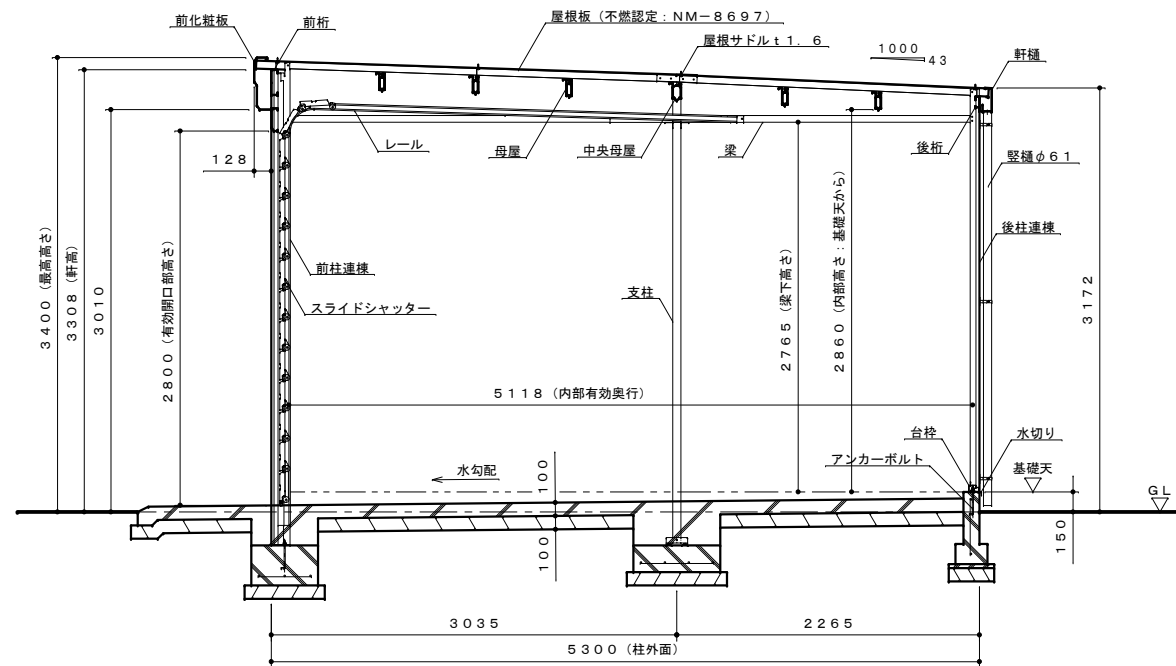 前化粧板
前桁
屋根板（不燃認定：ＮＭ－８６９７）
屋根サドルｔ１．６
１０００
４３
軒樋
レール
母屋
中央母屋
梁
後桁
竪樋φ６１
１２８
３４００（最高高さ）
３３０８（軒高）
３０１０
２８００（有効開口部高さ）
前柱連棟
スライドシャッター
支柱
２７６５（梁下高さ）
２８６０（内部高さ：基礎天から）
後柱連棟
３１７２
５１１８（内部有効奥行）
台枠
水切り
アンカーボルト
基礎天
水勾配
１００
１００
ＧＬ
１５０
３０３５
２２６５
５３００（柱外面）